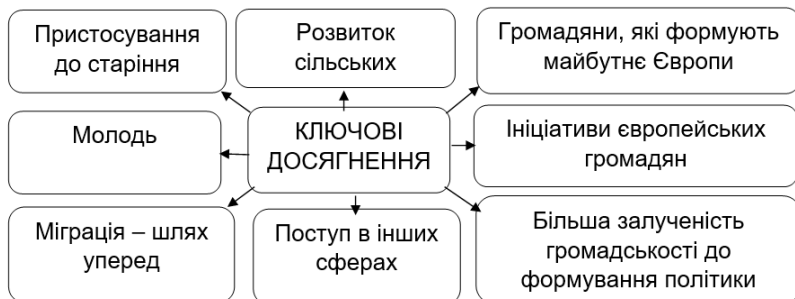 Пристосування
до старіння
Розвиток
сільських
Громадяни, які формують
майбутнє Європи
Молодь
КЛЮЧОВІ
ДОСЯГНЕННЯ
Ініціативи європейських
громадян
Міграція – шлях
уперед
Поступ в інших
сферах
Більша залученість
громадськості до
формування політики